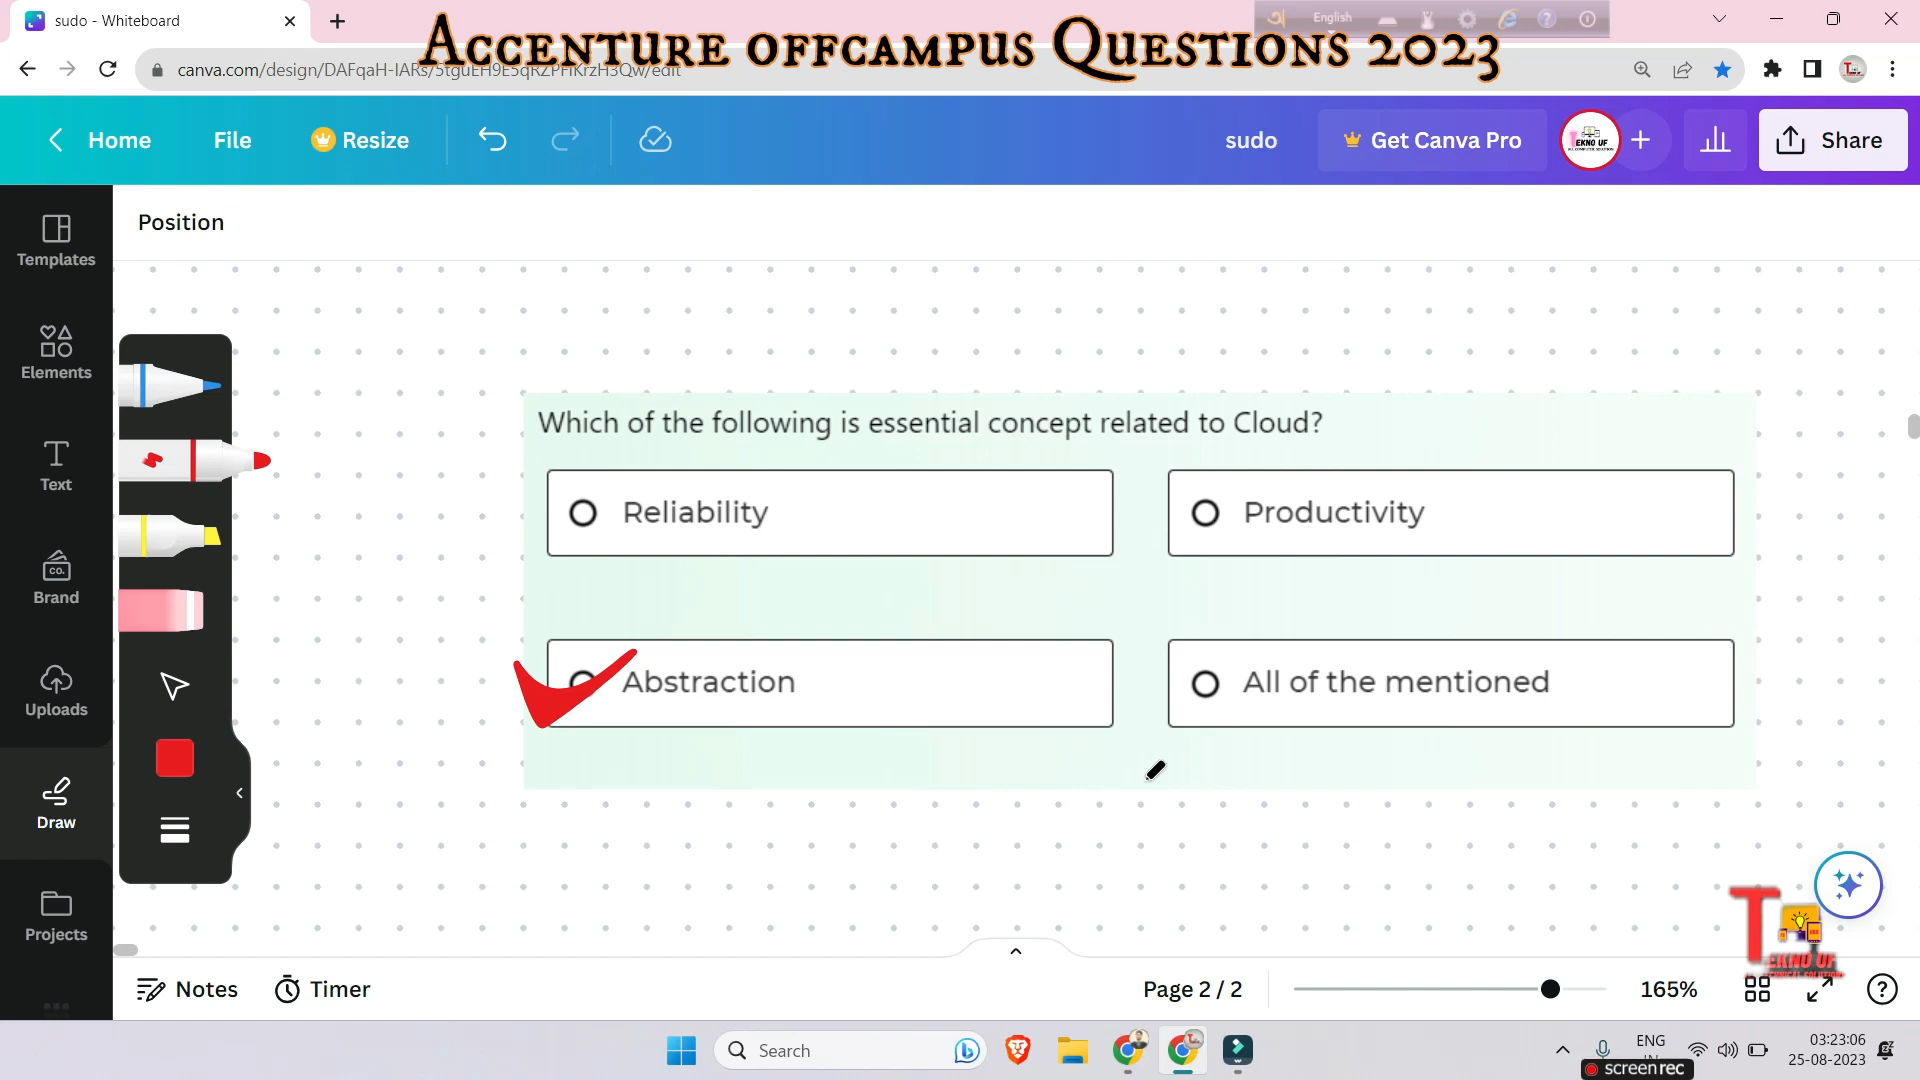 sudo - Whiteboard
English
Accenture offcampus Questions 2023
canva.com/design/DAFqaH-IARs/5tguEH9E5qRZPFiKrzH3Qw/edit
Home
File
Resize
sudo
Get Canva Pro
Share
Templates
Elements
Text
CO.
Brand
Uploads
Draw
Projects
Position
Which of the following is essential concept related to Cloud?
Reliability
Productivity
Abstraction
All of the mentioned
Notes
Timer
Page 2 / 2
165%
TEKNO UF
Search
ENG
03:23:06
25-08-2023
screenrec